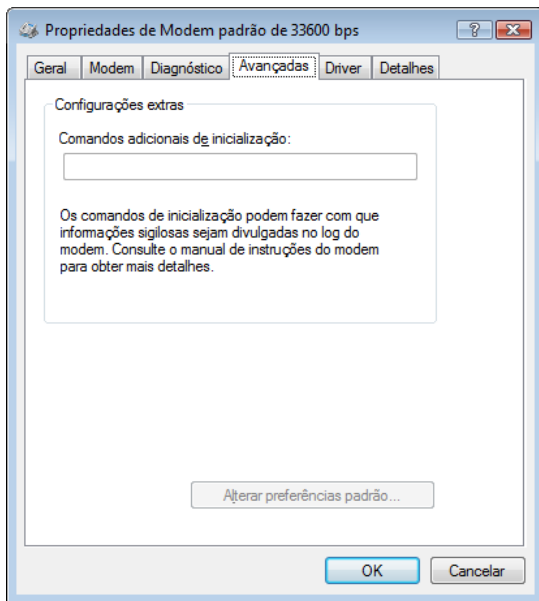 Propriedades de Modem padrão de 33600 bps
Geral Modem Diagnóstico Avançadas Driver Detalhes
Configurações extras
Comandos adicionais de inicialização:
Os comandos de inicialização podem fazer com que
informações sigilosas sejam divulgadas no log do
modem. Consulte o manual de instruções do modem
para obter mais detalhes.
Alterar preferências padrão...
OK Cancelar